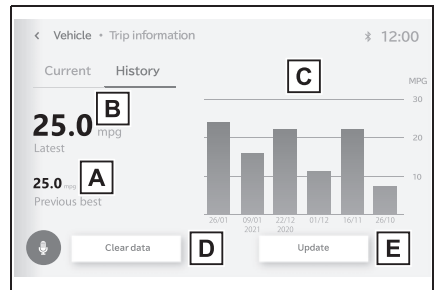 Vehicle • Trip information
12:00
Current
History
C
MPG
B
30
25.0 mpg
Latest
20
25.0 mpg
A
Previous best
10
26/01 09/01 22/12 01/12 16/11 26/10
2021 2020
Clear data
D
Update
E